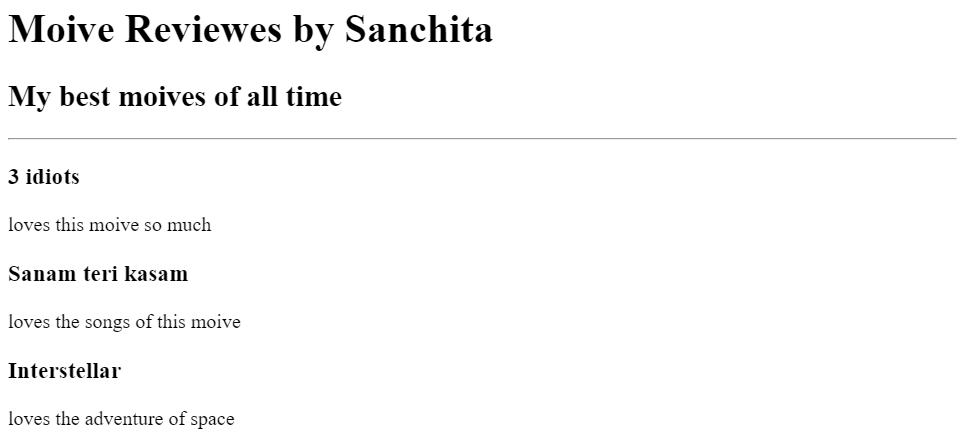 Moive Reviewes by Sanchita
My best moives of all time
3 idiots
loves this moive so much
Sanam teri kasam
loves the songs of this moive
Interstellar
loves the adventure of space